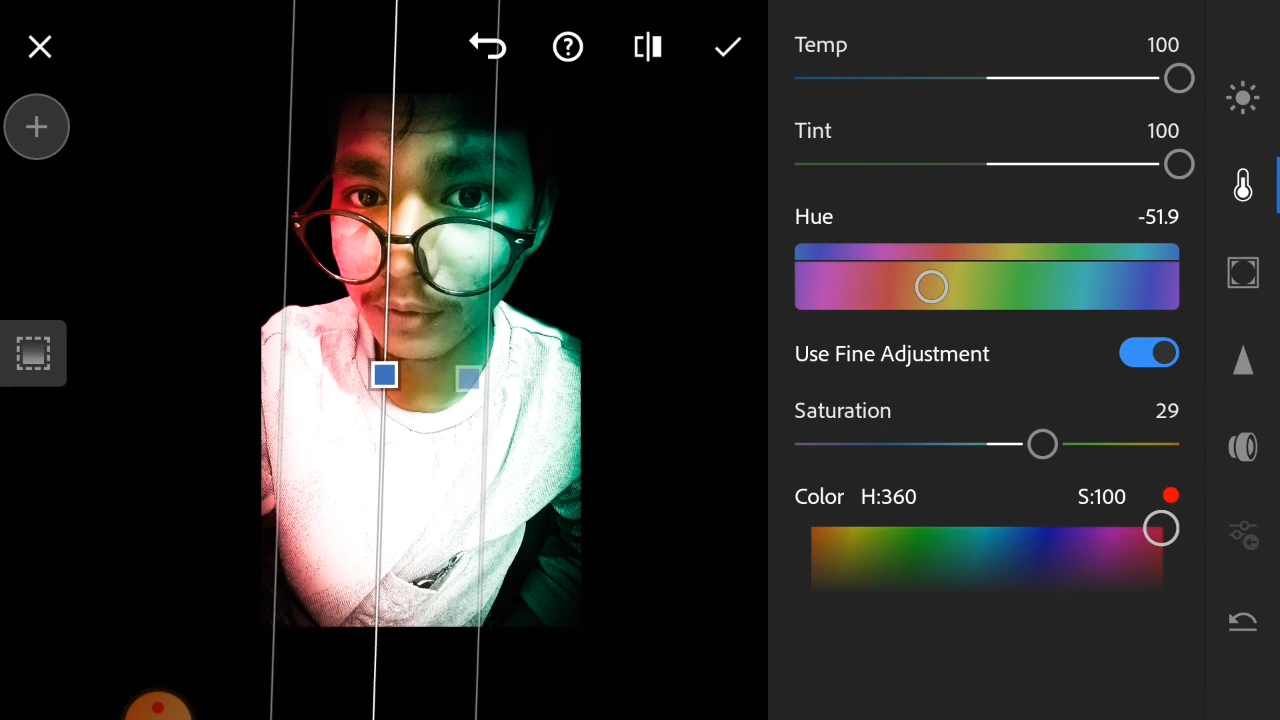 Temp 100
Tint 100
Hue -51.9
Use Fine Adjustment
Saturation 29
Color H:360 S:100